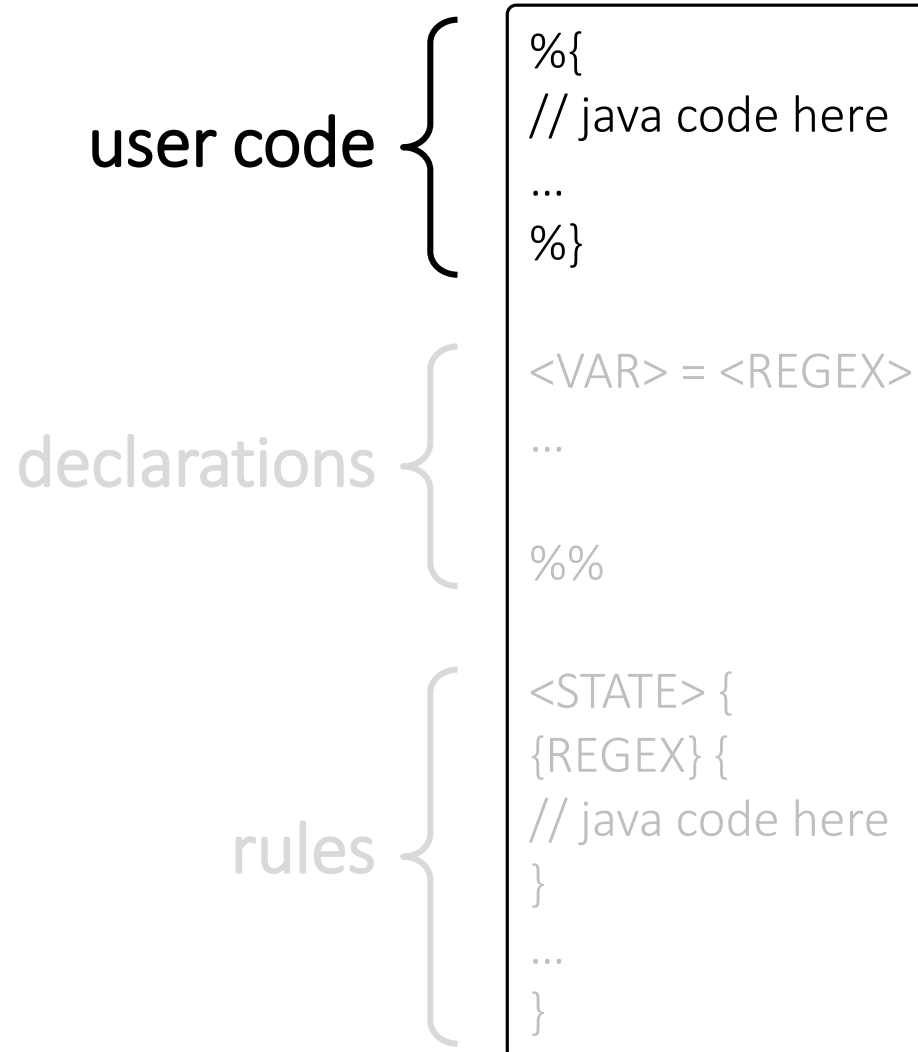 user code
%{
// java code here
...
%}
declarations
<VAR> = <REGEX>
...
%%
rules
<STATE> {
{REGEX} {
// java code here
}
...
}